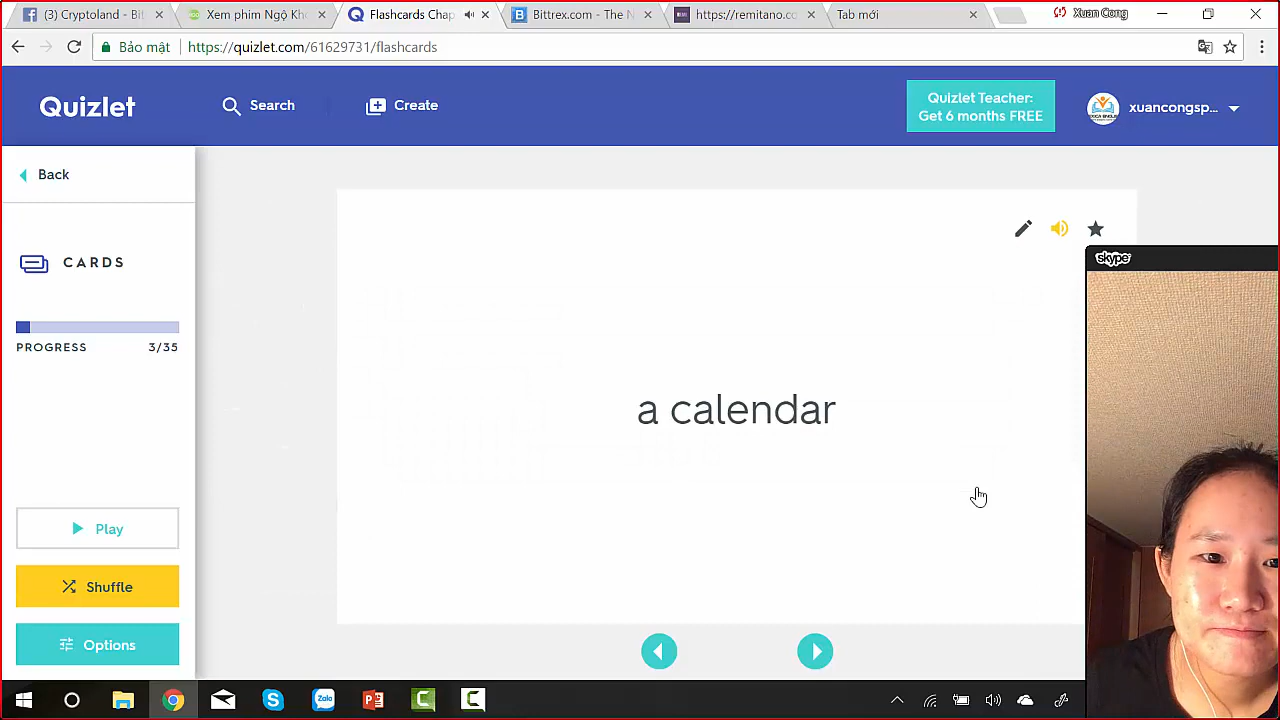 (3) Cryptoland - Bit
Xem phim Ngộ Kh
Flashcards Chap
Bittrex.com - The N
https://remitano.co
Tab mới
Xuan Cong
Bảo mật
https://quizlet.com/61629731/flashcards
Quizlet
Search
Create
Quizlet Teacher:
Get 6 months FREE
xuancongsp...
Back
CARDS
PROGRESS 3/35
a calendar
skype
Play
Shuffle
Options
Zalo